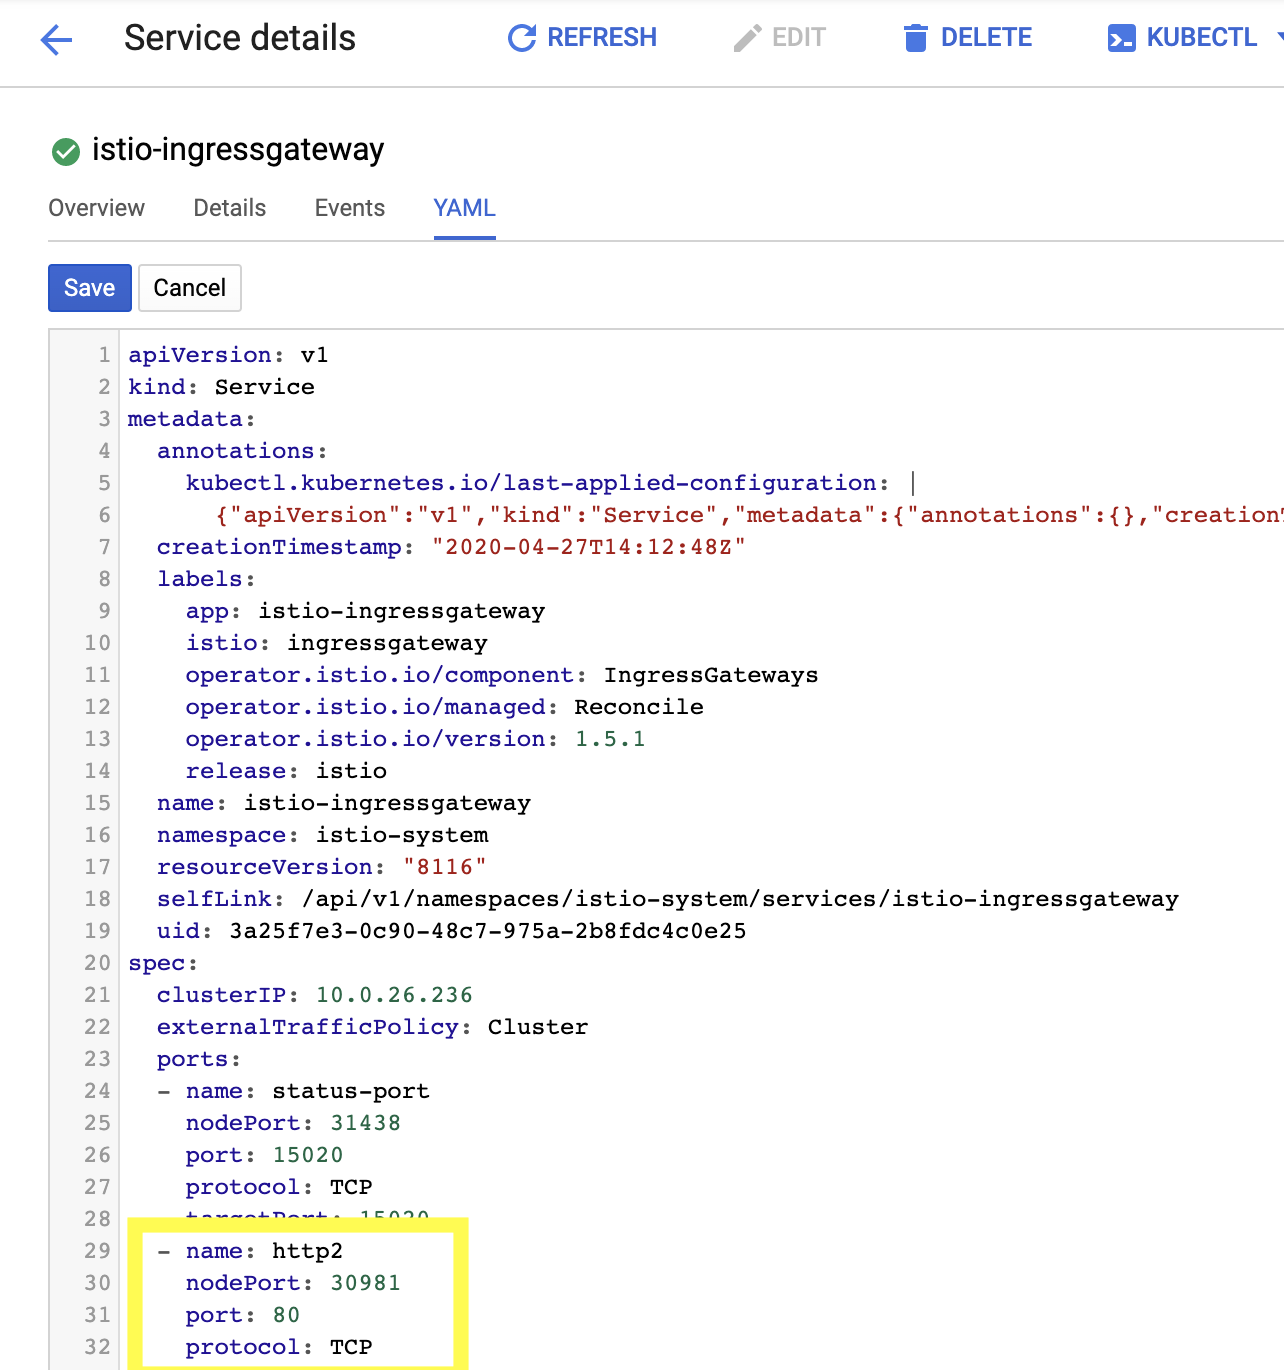 Service details
REFRESH
EDIT
DELETE
KUBECTL
istio-ingressgateway
Overview
Details
Events
YAML
Save
Cancel
1 apiVersion: v1
2 kind: Service
3 metadata:
4 annotations:
5 kubectl.kubernetes.io/last-applied-configuration: |
6 {"apiVersion":"v1","kind":"Service","metadata":{"annotations":{},"creation
7 creationTimestamp: "2020-04-27T14:12:48Z"
8 labels:
9 app: istio-ingressgateway
10 istio: ingressgateway
11 operator.istio.io/component: IngressGateways
12 operator.istio.io/managed: Reconcile
13 operator.istio.io/version: 1.5.1
14 release: istio
15 name: istio-ingressgateway
16 namespace: istio-system
17 resourceVersion: "8116"
18 selfLink: /api/v1/namespaces/istio-system/services/istio-ingressgateway
19 uid: 3a25f7e3-0c90-48c7-975a-2b8fdc4c0e25
20 spec:
21 clusterIP: 10.0.26.236
22 externalTrafficPolicy: Cluster
23 ports:
24 - name: status-port
25 nodePort: 31438
26 port: 15020
27 protocol: TCP
28 targetPort: 15020
29 - name: http2
30 nodePort: 30981
31 port: 80
32 protocol: TCP